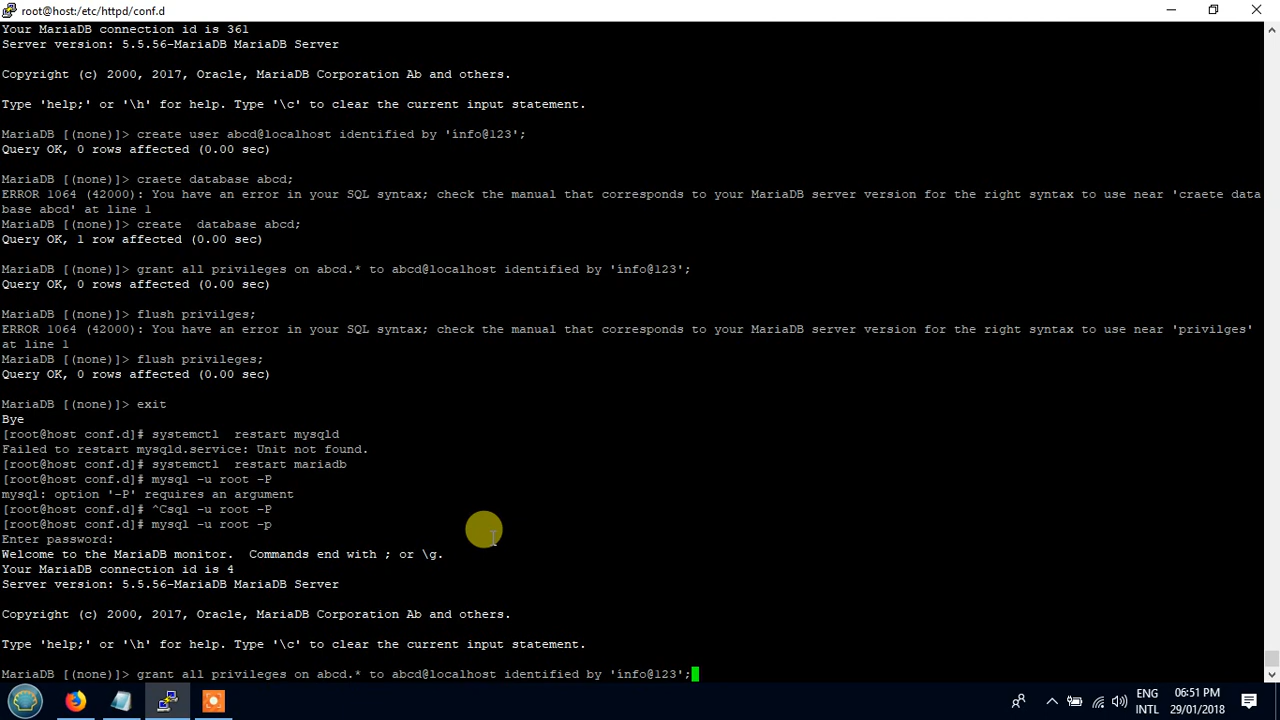 root@host:/etc/httpd/conf.d
Your MariaDB connection id is 361
Server version: 5.5.56-MariaDB MariaDB Server
Copyright (c) 2000, 2017, Oracle, MariaDB Corporation Ab and others.
Type 'help;' or '\h' for help. Type '\c' to clear the current input statement.
MariaDB [(none)]> create user abcd@localhost identified by 'ínfo@123';
Query OK, 0 rows affected (0.00 sec)
MariaDB [(none)]> craete database abcd;
ERROR 1064 (42000): You have an error in your SQL syntax; check the manual that corresponds to your MariaDB server version for the right syntax to use near 'craete data
base abcd' at line 1
MariaDB [(none)]> create  database abcd;
Query OK, 1 row affected (0.00 sec)
MariaDB [(none)]> grant all privileges on abcd.* to abcd@localhost identified by 'ínfo@123';
Query OK, 0 rows affected (0.00 sec)
MariaDB [(none)]> flush privilges;
ERROR 1064 (42000): You have an error in your SQL syntax; check the manual that corresponds to your MariaDB server version for the right syntax to use near 'privilges'
at line 1
MariaDB [(none)]> flush privileges;
Query OK, 0 rows affected (0.00 sec)
MariaDB [(none)]> exit
Bye
[root@host conf.d]# systemctl  restart mysqld
Failed to restart mysqld.service: Unit not found.
[root@host conf.d]# systemctl  restart mariadb
[root@host conf.d]# mysql -u root -P
mysql: option '-P' requires an argument
[root@host conf.d]# ^Csql -u root -P
[root@host conf.d]# mysql -u root -p
Enter password:
Welcome to the MariaDB monitor.  Commands end with ; or \g.
Your MariaDB connection id is 4
Server version: 5.5.56-MariaDB MariaDB Server
Copyright (c) 2000, 2017, Oracle, MariaDB Corporation Ab and others.
Type 'help;' or '\h' for help. Type '\c' to clear the current input statement.
MariaDB [(none)]> grant all privileges on abcd.* to abcd@localhost identified by 'ínfo@123';
ENG
INTL
06:51 PM
29/01/2018